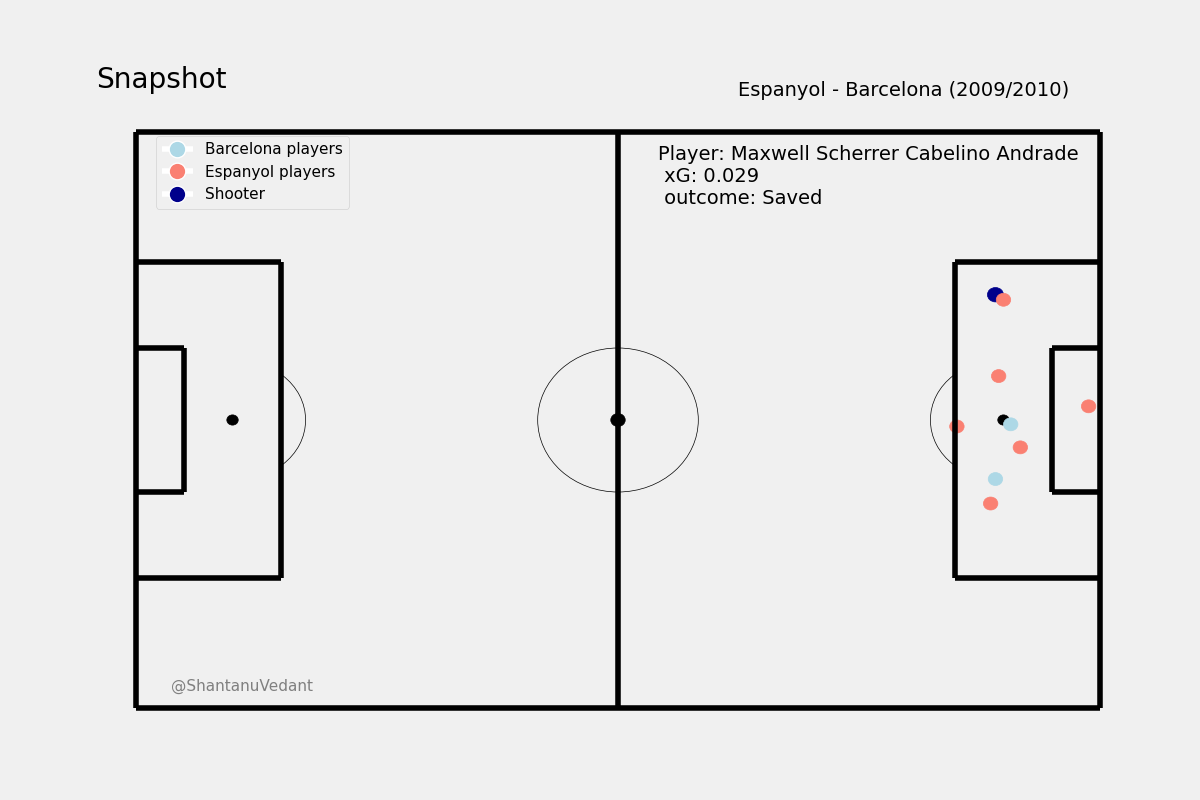 Snapshot
Espanyol - Barcelona (2009/2010)
Barcelona players
Espanyol players
Shooter
Player: Maxwell Scherrer Cabelino Andrade
xG: 0.029
outcome: Saved
@ShantanuVedant